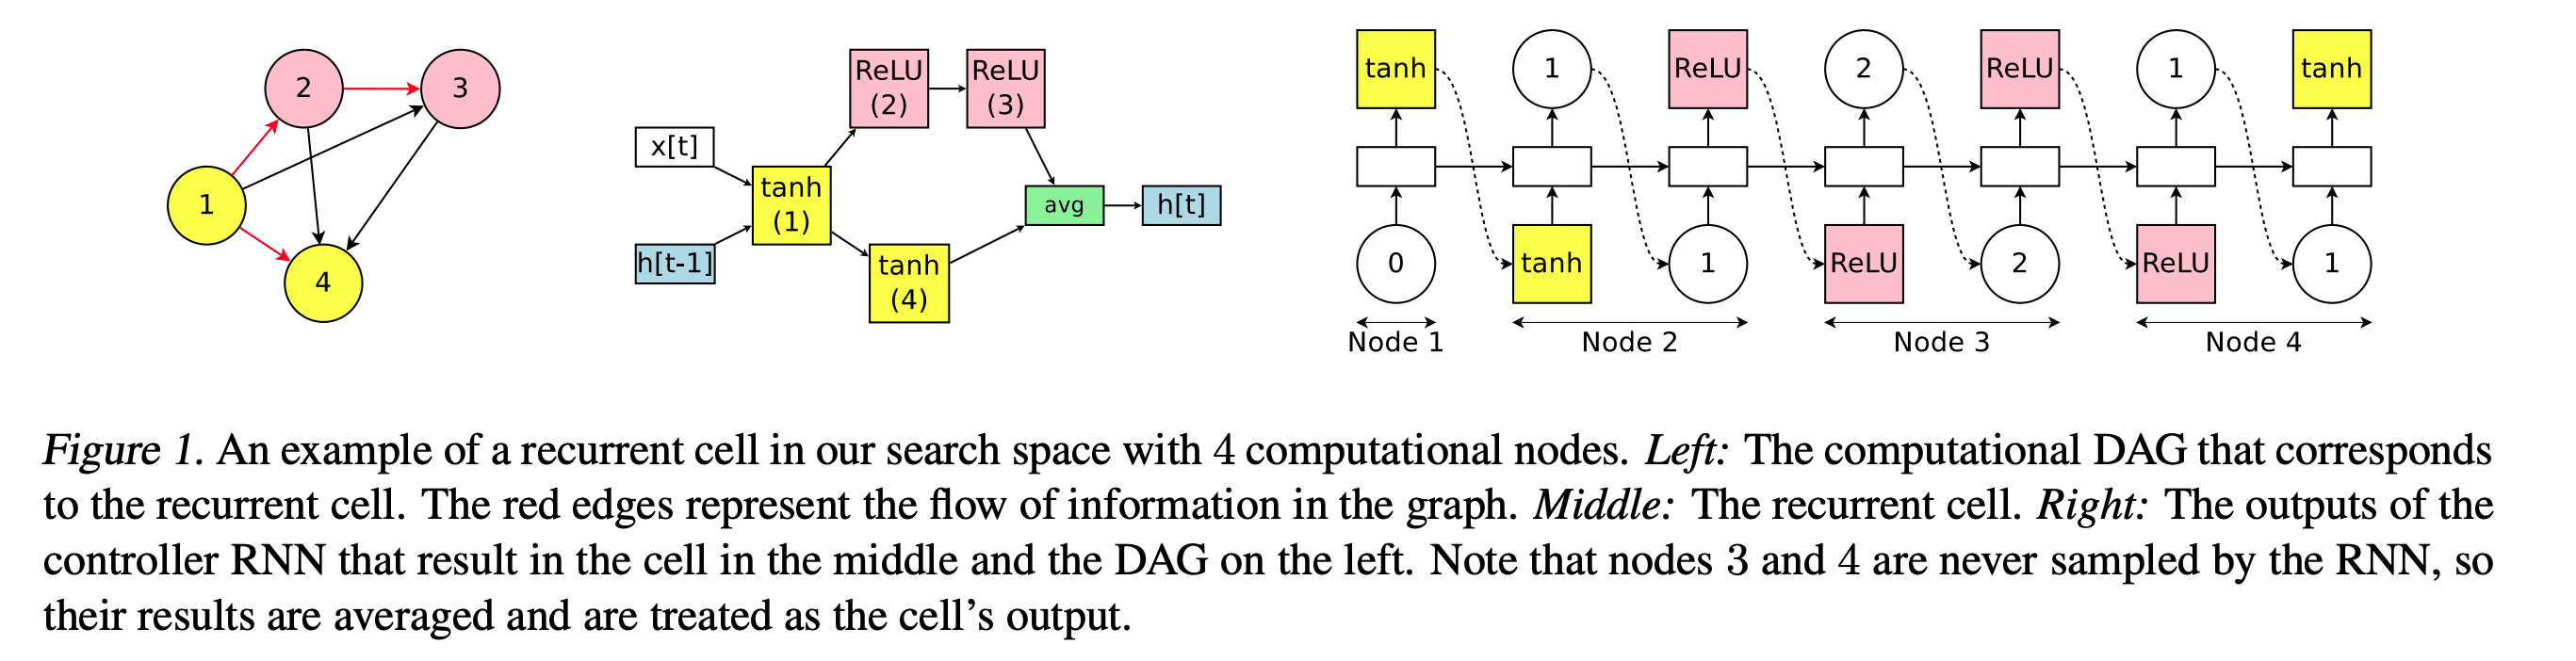 2
3
1
4
ReLU
(2)
ReLU
(3)
x[t]
tanh
(1)
h[t-1]
tanh
(4)
avg
h[t]
tanh
1
ReLU
2
ReLU
1
tanh
0
tanh
1
ReLU
2
ReLU
1
Node 1
Node 2
Node 3
Node 4
Figure 1. An example of a recurrent cell in our search space with 4 computational nodes. Left: The computational DAG that corresponds
to the recurrent cell. The red edges represent the flow of information in the graph. Middle: The recurrent cell. Right: The outputs of the
controller RNN that result in the cell in the middle and the DAG on the left. Note that nodes 3 and 4 are never sampled by the RNN, so
their results are averaged and are treated as the cell's output.